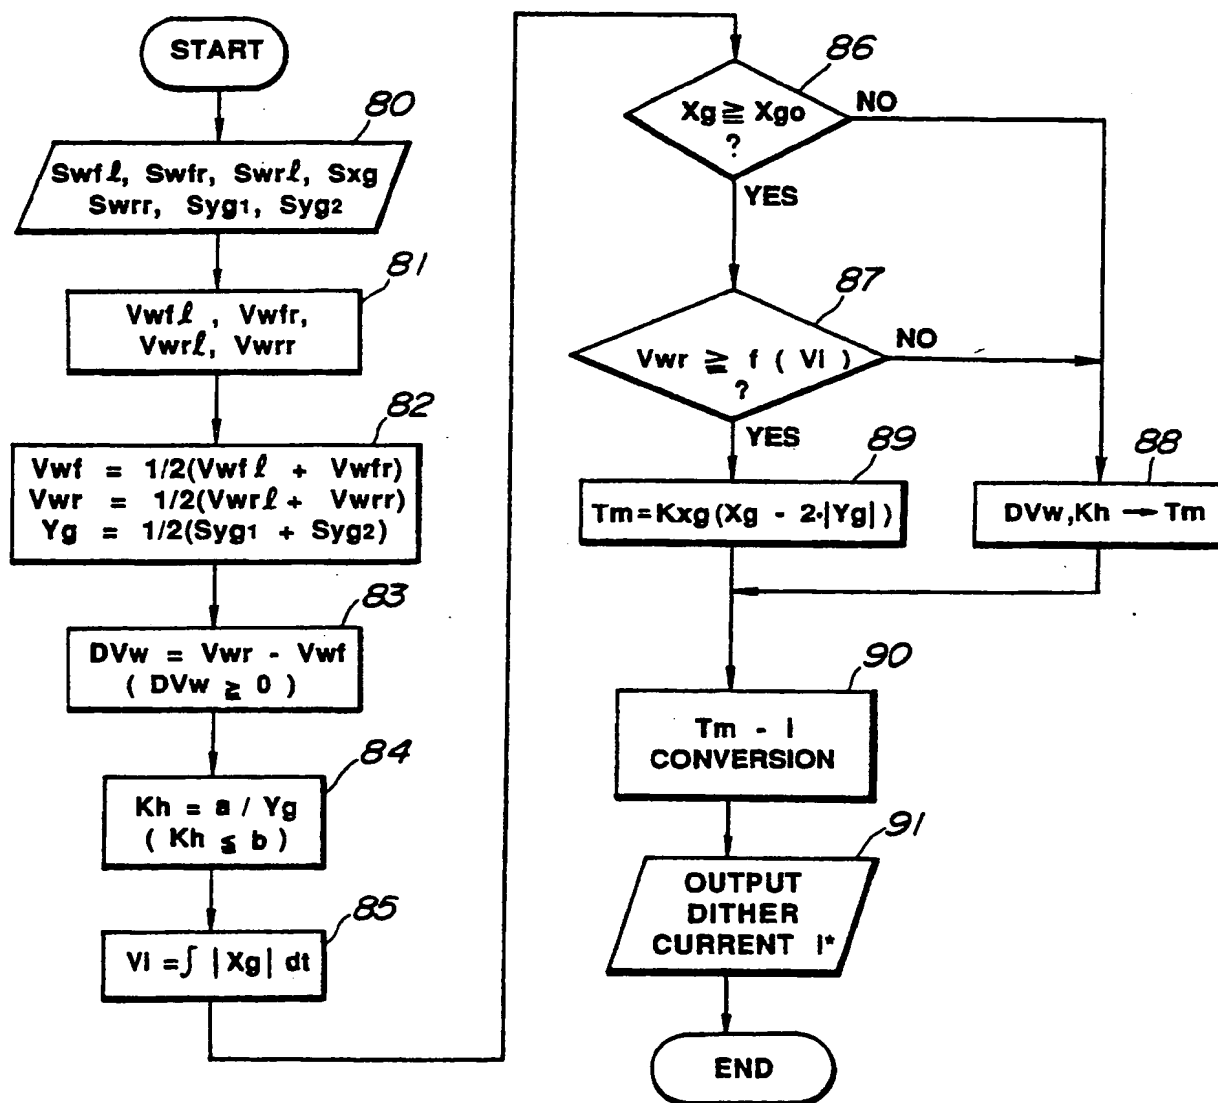 START
80
Swfℓ, Swfr, Swrℓ, Sxg
Swrr, Syg1, Syg2
81
Vwfℓ , Vwfr,
Vwrℓ, Vwrr
82
Vwf = 1/2(Vwfℓ + Vwfr)
Vwr = 1/2(Vwrℓ + Vwrr)
Yg = 1/2(Syg1 + Syg2)
83
DVw = Vwr - Vwf
( DVw ≧ 0 )
84
Kh = a / Yg
( Kh ≦ b )
85
Vi = ∫ |Xg| dt
86
Xg ≧ Xgo
?
NO
YES
87
Vwr ≧ f ( Vi )
?
NO
YES
89
Tm = Kxg (Xg - 2·|Yg| )
88
DVw, Kh → Tm
90
Tm - I
CONVERSION
91
OUTPUT
DITHER
CURRENT I*
END